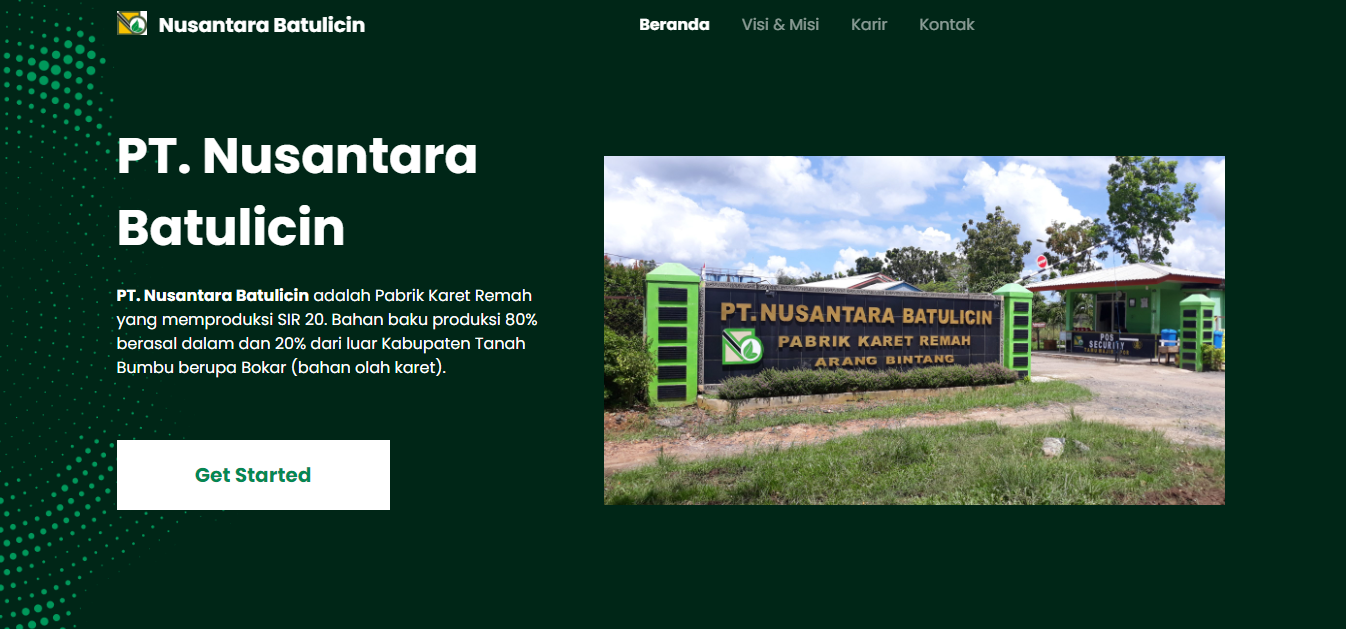 Nusantara Batulicin
Beranda
Visi & Misi
Karir
Kontak
PT. Nusantara
Batulicin
PT. Nusantara Batulicin adalah Pabrik Karet Remah
yang memproduksi SIR 20. Bahan baku produksi 80%
berasal dalam dan 20% dari luar Kabupaten Tanah
Bumbu berupa Bokar (bahan olah karet).
Get Started
PT. NUSANTARA BATULICIN
PABRIK KARET REMAH
ARANG BINTANG
POS
SECURITY